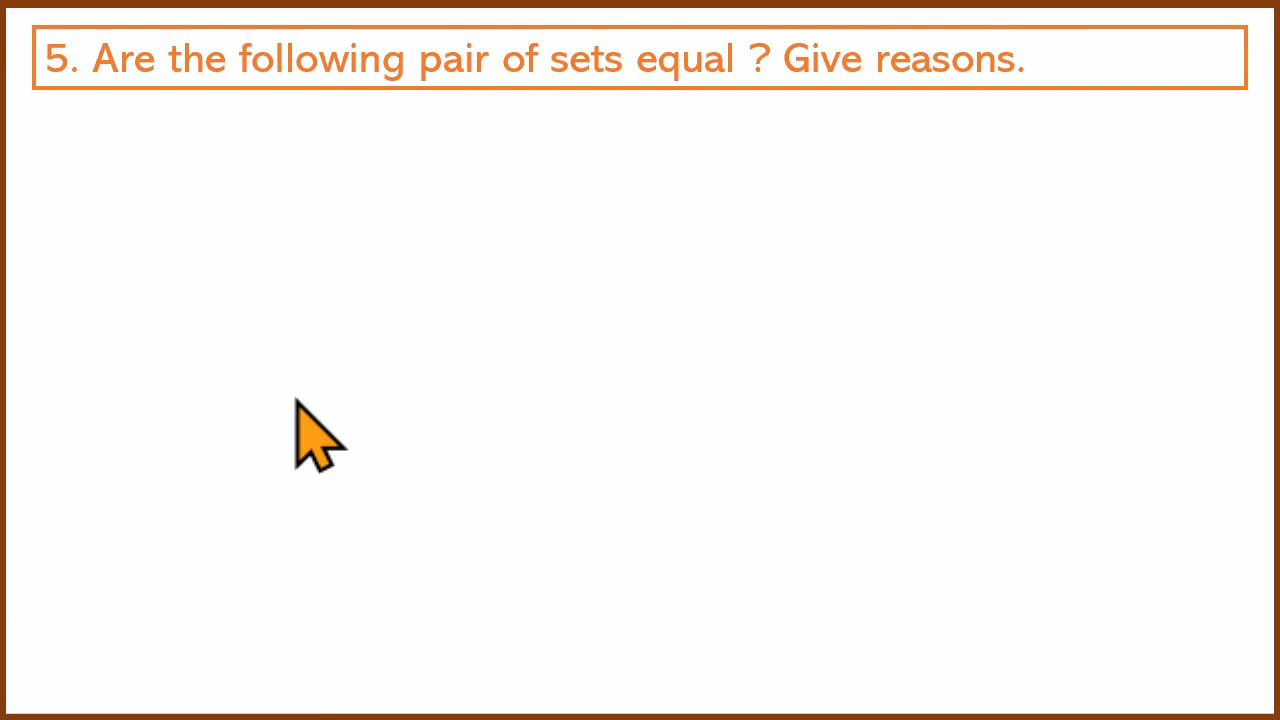 5. Are the following pair of sets equal ? Give reasons.